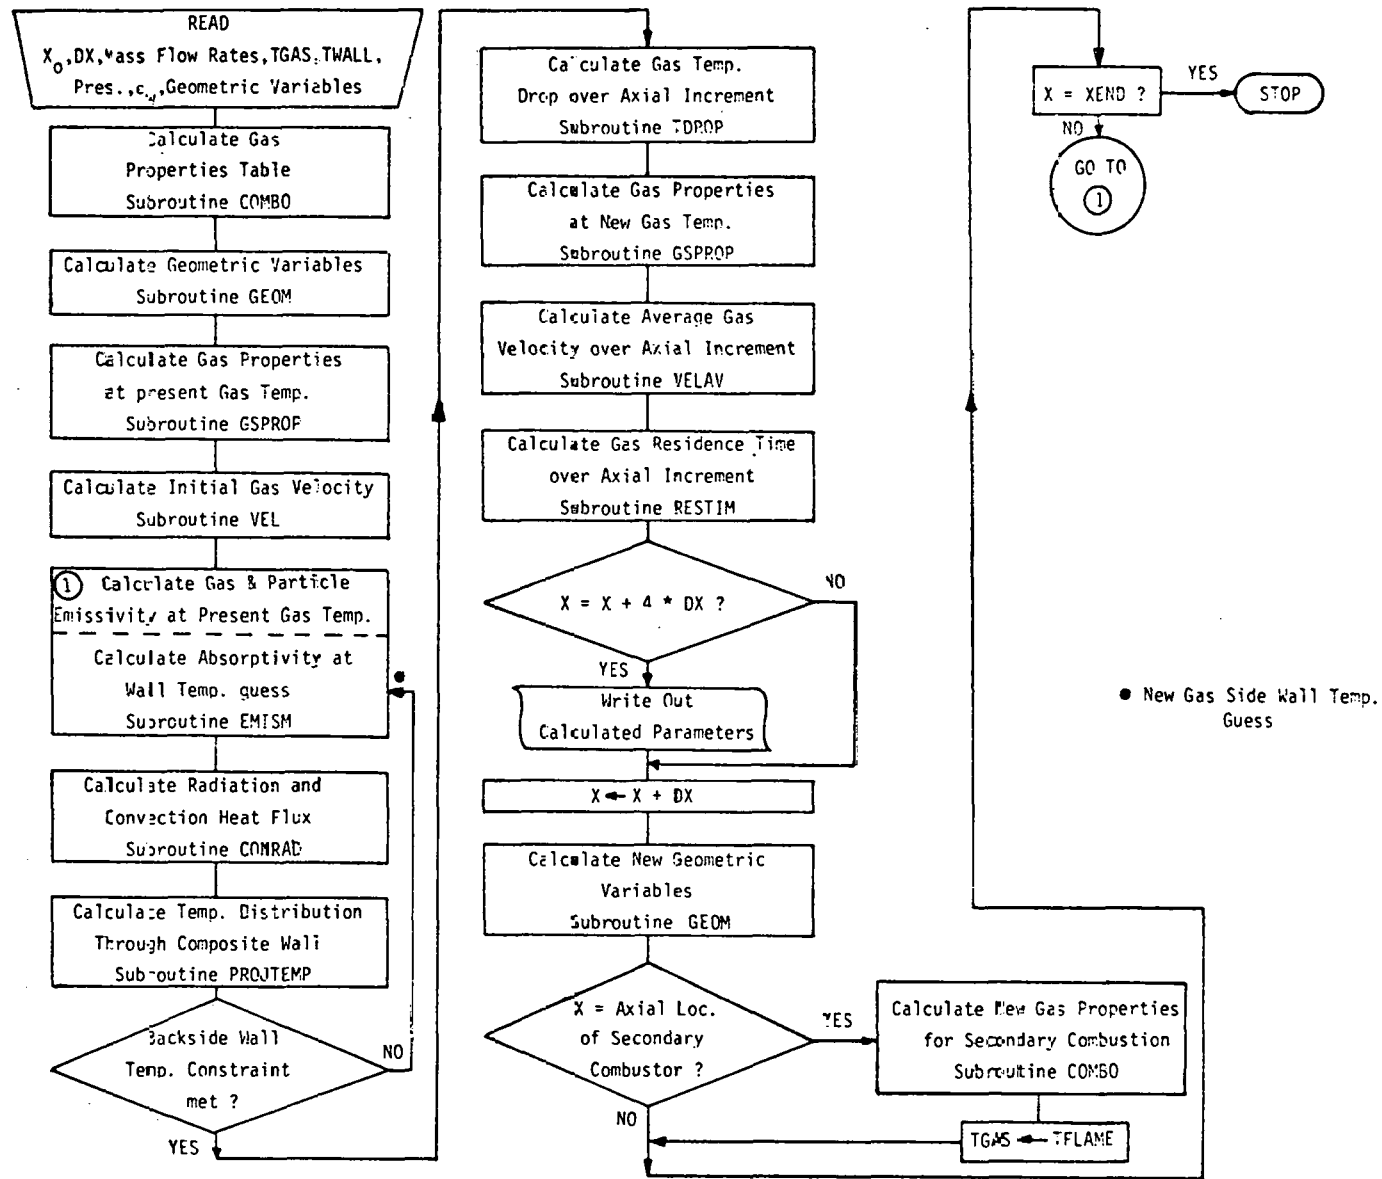 READ
X0,DX,Mass Flow Rates,TGAS,TWALL,
Pres.,εw,Geometric Variables
Calculate Gas
Properties Table
Subroutine COMBO
Calculate Geometric Variables
Subroutine GEOM
Calculate Gas Properties
at present Gas Temp.
Subroutine GSPROP
Calculate Initial Gas Velocity
Subroutine VEL
1 Calculate Gas & Particle
Emissivity at Present Gas Temp.
Calculate Absorptivity at
Wall Temp. guess
Subroutine EMISM
Calculate Radiation and
Convection Heat Flux
Subroutine CONRAD
Calculate Temp. Distribution
Through Composite Wall
Subroutine PROJTEMP
Backside Wall
Temp. Constraint
met ?
NO
YES
Calculate Gas Temp.
Drop over Axial Increment
Subroutine TDROP
Calculate Gas Properties
at New Gas Temp.
Subroutine GSPROP
Calculate Average Gas
Velocity over Axial Increment
Subroutine VELAV
Calculate Gas Residence Time
over Axial Increment
Subroutine RESTIM
X = X + 4 * DX ?
NO
YES
Write Out
Calculated Parameters
X ← X + DX
Calculate New Geometric
Variables
Subroutine GEOM
X = Axial Loc.
of Secondary
Combustor ?
YES
NO
Calculate New Gas Properties
for Secondary Combustion
Subroultine COMBO
TGAS ← TFLAME
X = XEND ?
YES
STOP
NO
GO TO
1
● New Gas Side Wall Temp.
Guess